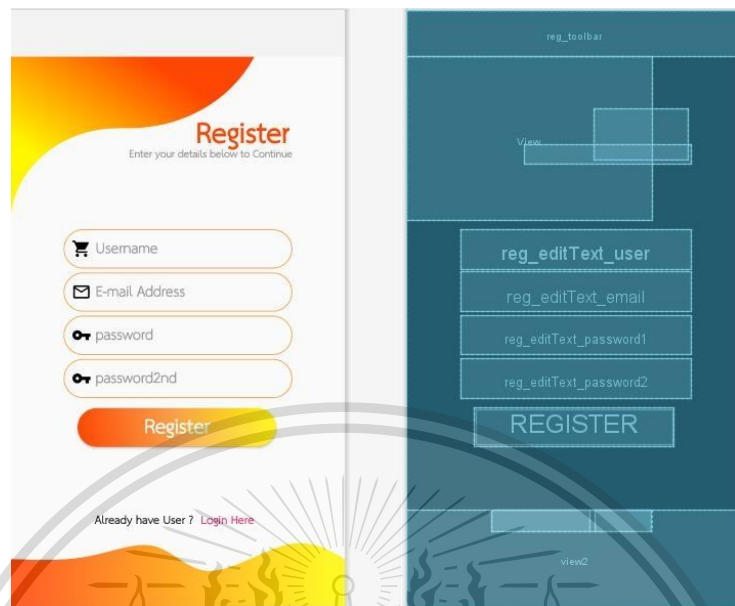 Register
Enter your details below to Continue
Username
E-mail Address
password
password2nd
Register
Already have User ? Login Here
reg_toolbar
View
reg_editText_user
reg_editText_email
reg_editText_password1
reg_editText_password2
REGISTER
view2